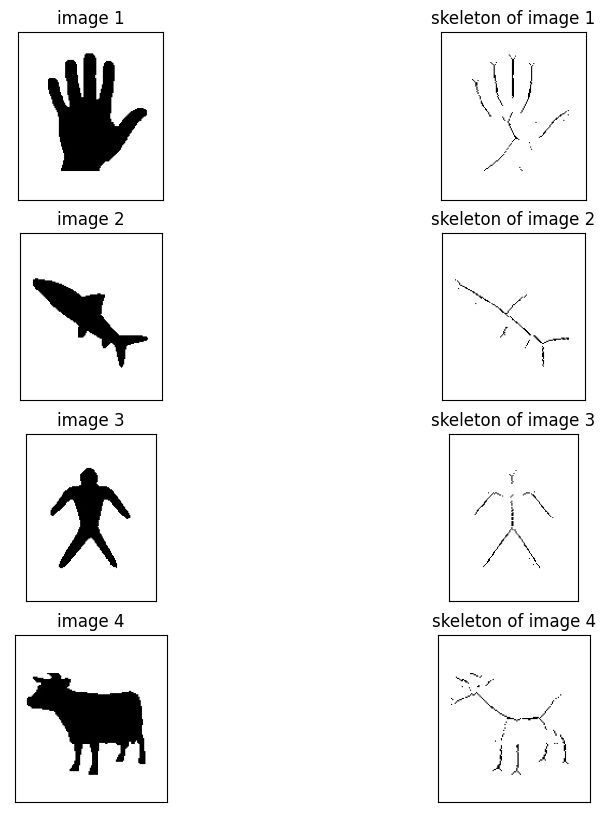 image 1
skeleton of image 1
image 2
skeleton of image 2
image 3
skeleton of image 3
image 4
skeleton of image 4